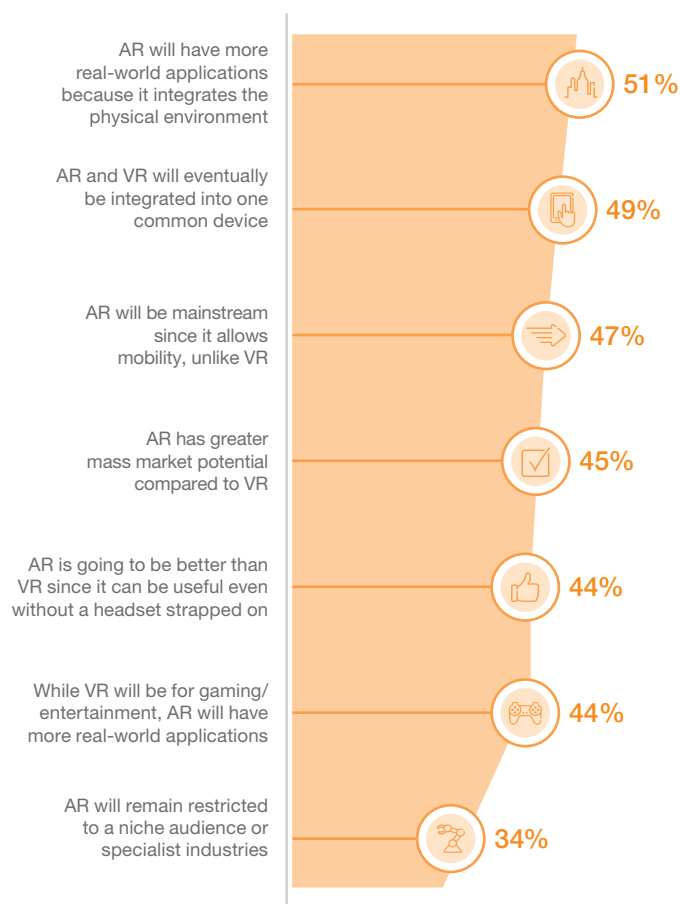 AR will have more
real-world applications
because it integrates the
physical environment
51%
AR and VR will eventually
be integrated into one
common device
49%
AR will be mainstream
since it allows
mobility, unlike VR
47%
AR has greater
mass market potential
compared to VR
45%
AR is going to be better than
VR since it can be useful even
without a headset strapped on
44%
While VR will be for gaming/
entertainment, AR will have
more real-world applications
44%
AR will remain restricted
to a niche audience or
specialist industries
34%